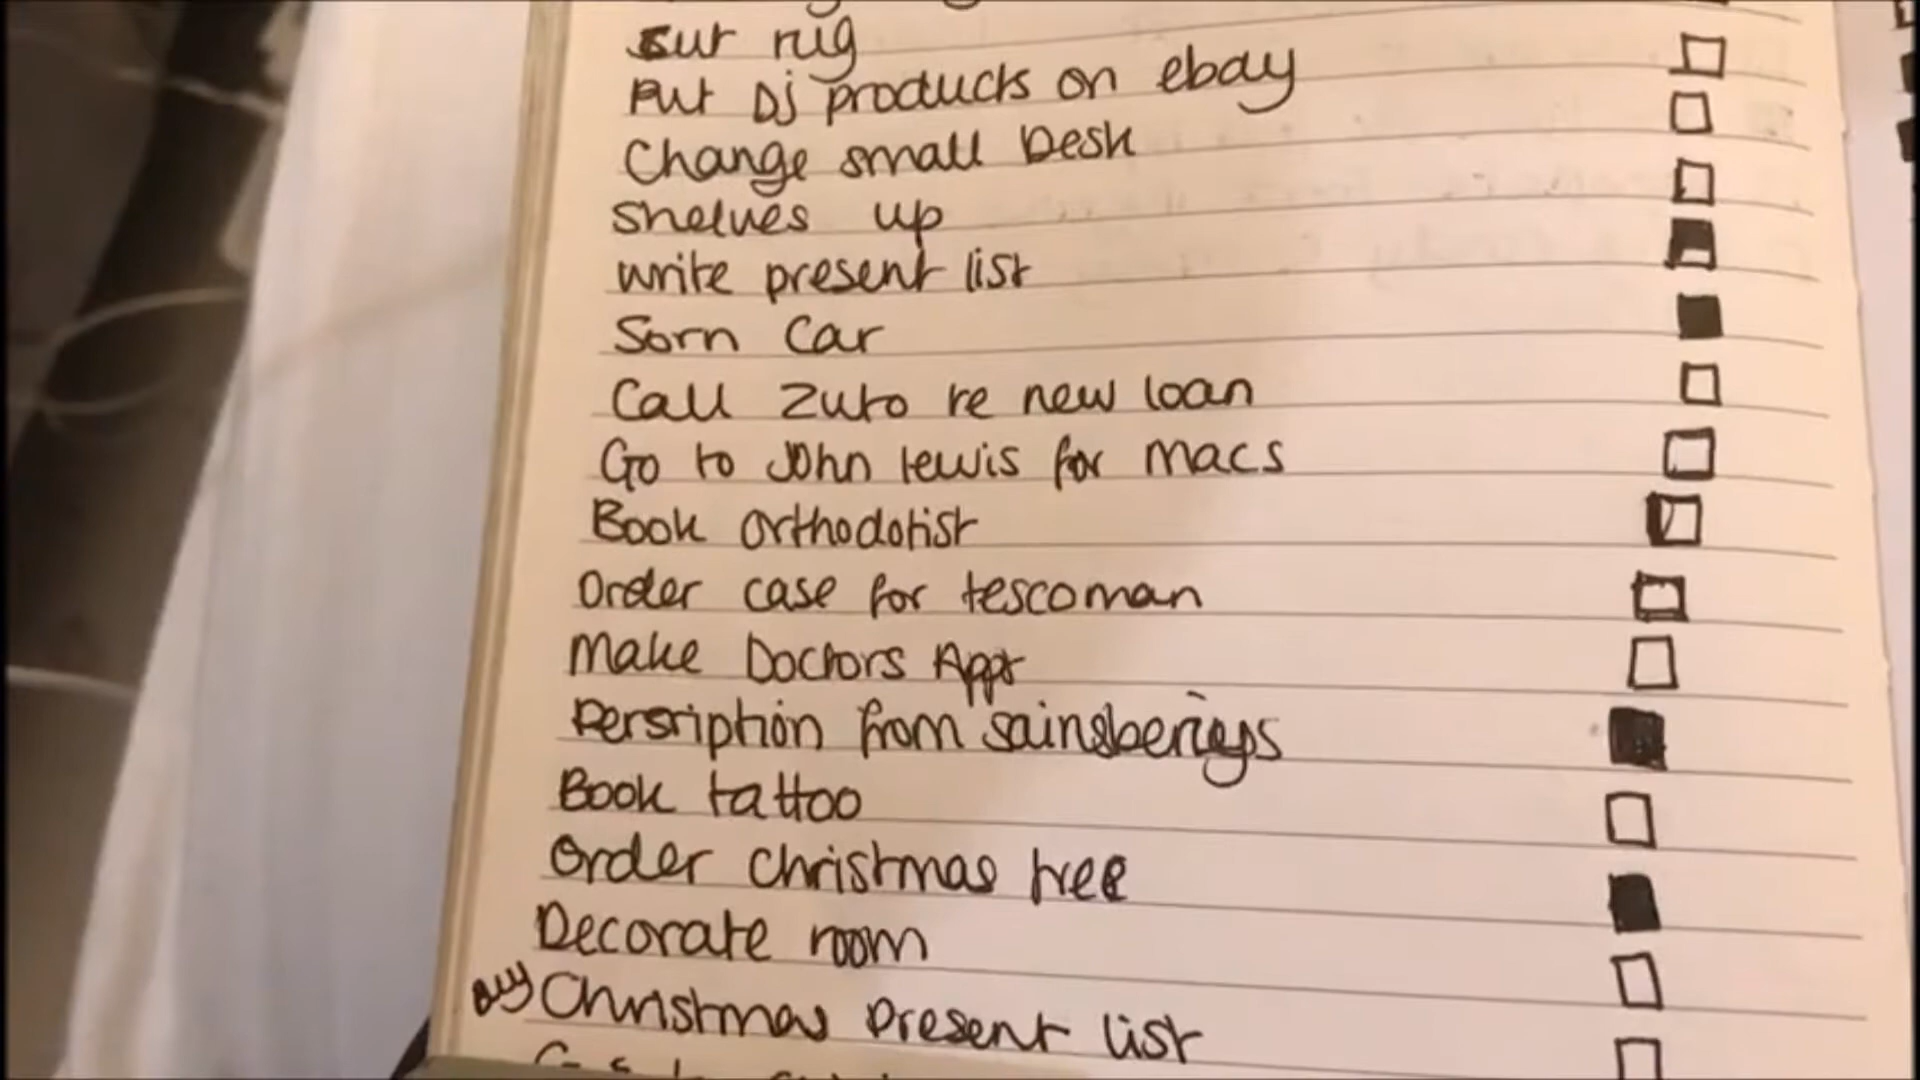 Cut rug
Put Dj products on ebay
Change small Desk
Shelves up
write present list
Sorn Car
Call Zuto re new loan
Go to John lewis for macs
Book orthodotist
Order case for tescoman
Make Doctors Appt
Persription from sainsberieys
Book tattoo
Order christmas tree
Decorate room
Buy Christmas present list